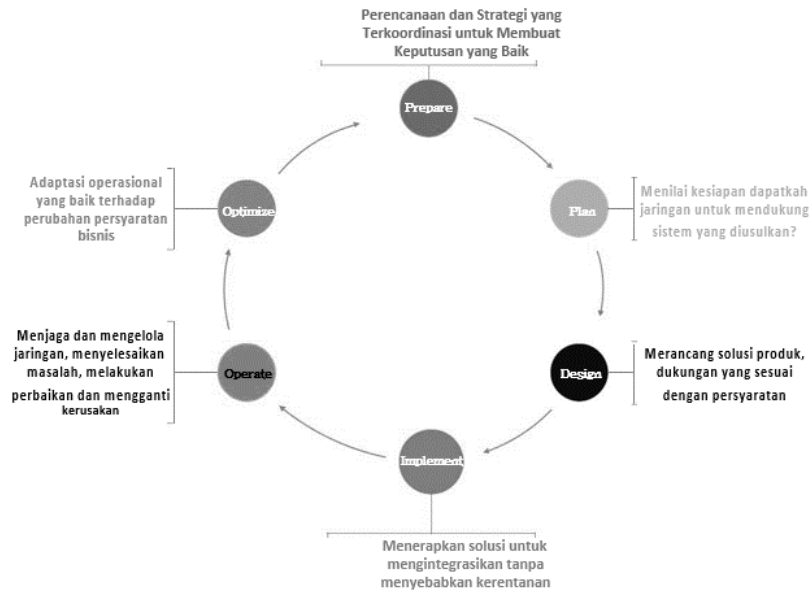 Perencanaan dan Strategi yang
Terkoordinasi untuk Membuat
Keputusan yang Baik
Prepare
Menilai kesiapan dapatkah
jaringan untuk mendukung
sistem yang diusulkan?
Plan
Merancang solusi produk,
dukungan yang sesuai
dengan persyaratan
Design
Implement
Menerapkan solusi untuk
mengintegrasikan tanpa
menyebabkan kerentanan
Operate
Menjaga dan mengelola
jaringan, menyelesaikan
masalah, melakukan
perbaikan dan mengganti
kerusakan
Optimize
Adaptasi operasional
yang baik terhadap
perubahan persyaratan
bisnis